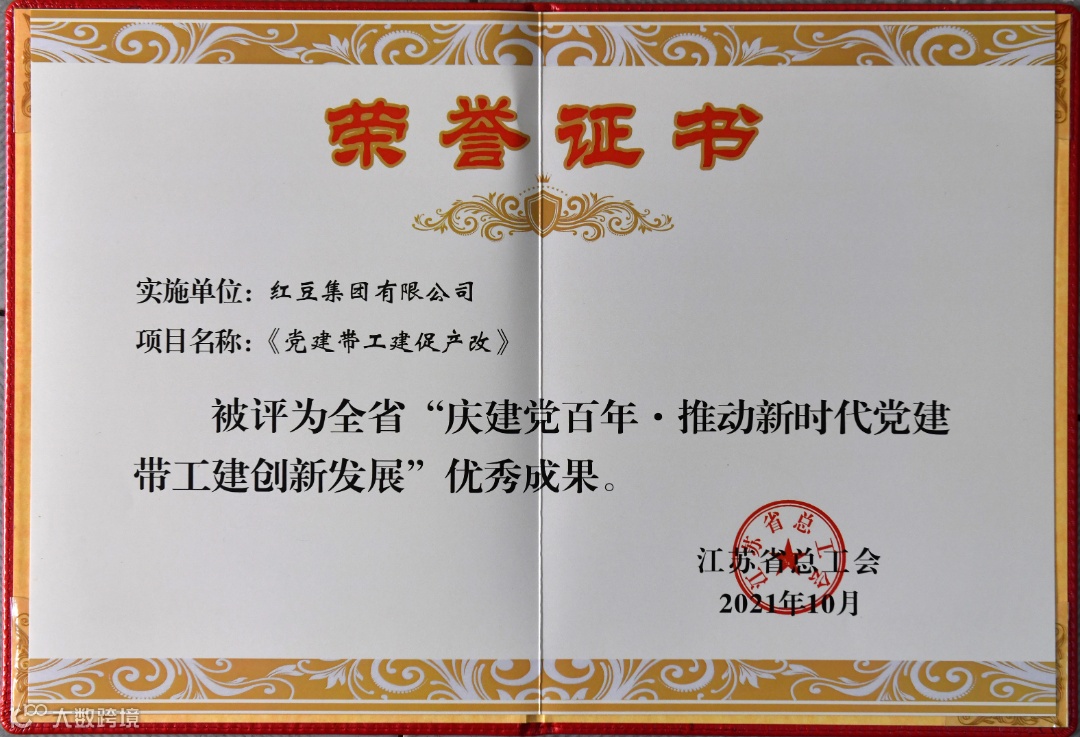 荣誉证书
实施单位：红豆集团有限公司
项目名称：《党建带工建促产改》
被评为全省“庆建党百年·推动新时代党建
带工建创新发展”优秀成果。
江苏省总工会
江苏省总工会
2021年10月
大数跨境